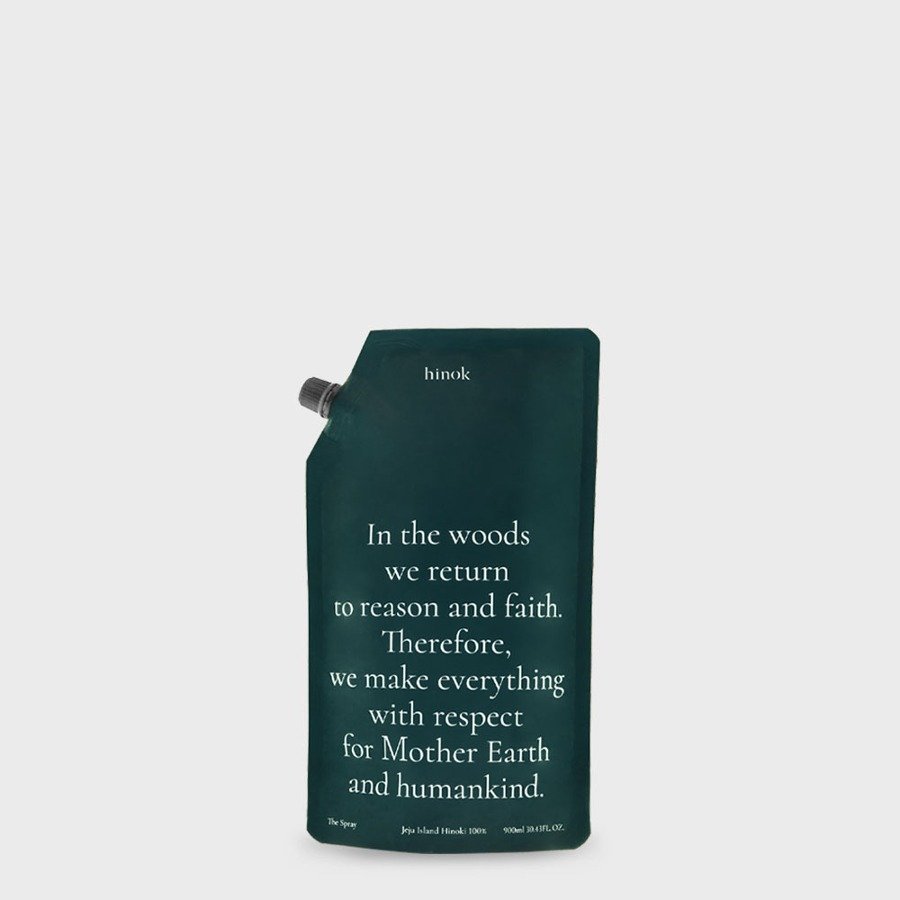 hinok
In the woods
we return
to reason and faith.
Therefore,
we make everything
with respect
for Mother Earth
and humankind.
The Spray Jeju Island Hinoki 100% 900ml 30.43FL. OZ.